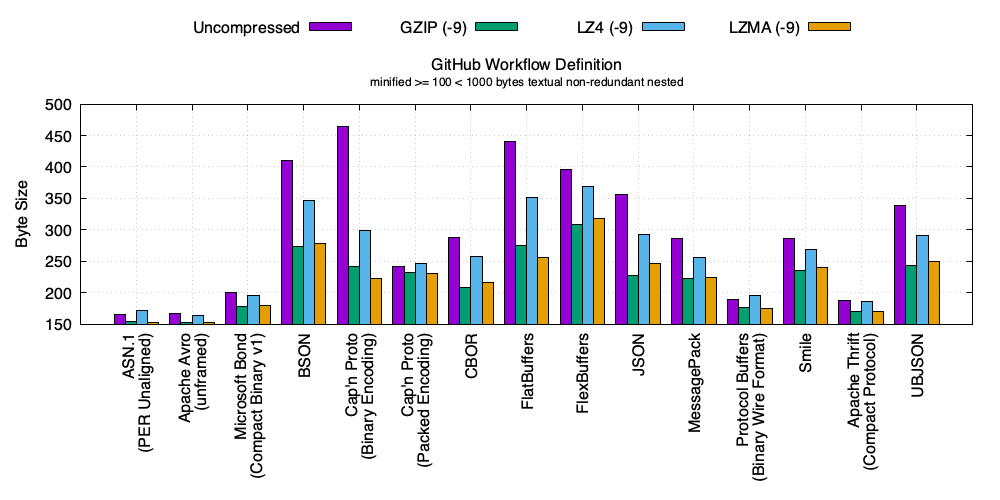 Uncompressed GZIP (-9) LZ4 (-9) LZMA (-9)
GitHub Workflow Definition
minified >= 100 < 1000 bytes textual non-redundant nested
Byte Size
500
450
400
350
300
250
200
150
ASN.1
(PER Unaligned)
Apache Avro
(unframed)
Microsoft Bond
(Compact Binary v1)
BSON
Cap'n Proto
(Binary Encoding)
Cap'n Proto
(Packed Encoding)
CBOR
FlatBuffers
FlexBuffers
JSON
MessagePack
Protocol Buffers
(Binary Wire Format)
Smile
Apache Thrift
(Compact Protocol)
UBJSON